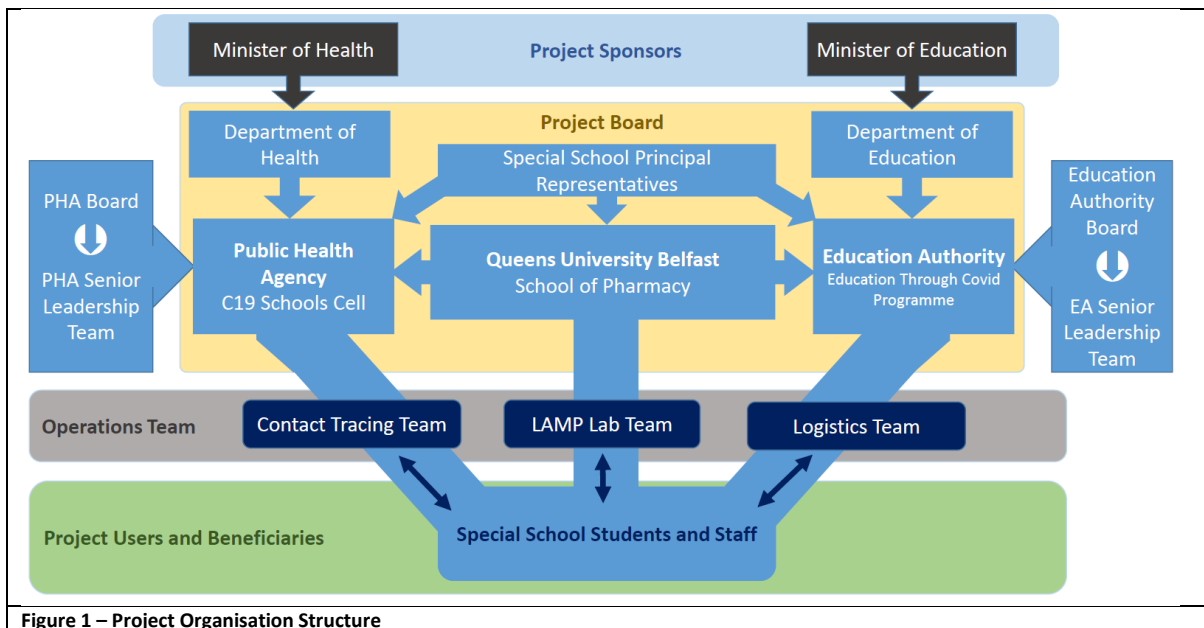 Minister of Health
Project Sponsors
Minister of Education
Project Board
Department of
Health
Special School Principal
Representatives
Department of
Education
PHA Board
PHA Senior
Leadership
Team
Public Health
Agency
C19 Schools Cell
Queens University Belfast
School of Pharmacy
Education Authority
Education Through Covid
Programme
Education
Authority
Board
EA Senior
Leadership
Team
Operations Team
Contact Tracing Team
LAMP Lab Team
Logistics Team
Project Users and Beneficiaries
Special School Students and Staff
Figure 1 – Project Organisation Structure